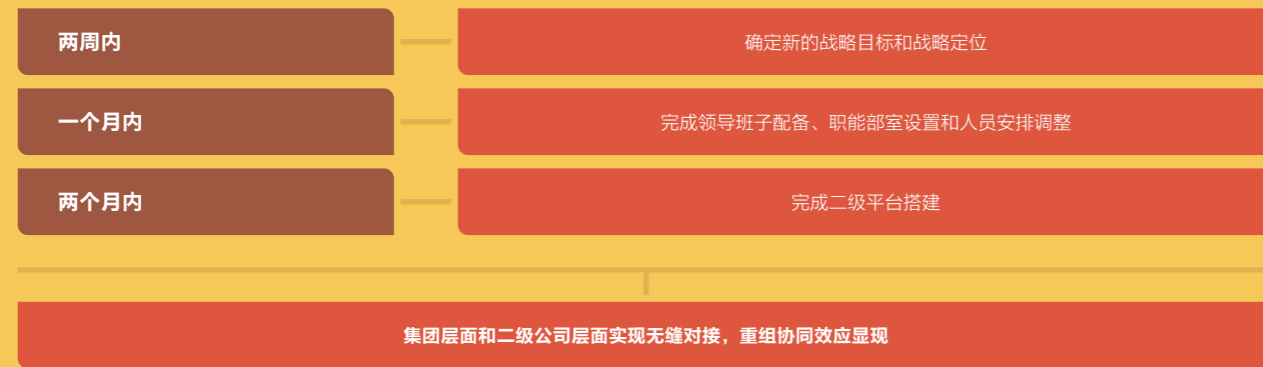 两周内
确定新的战略目标和战略定位
一个月内
完成领导班子配备、职能部室设置和人员安排调整
两个月内
完成二级平台搭建
集团层面和二级公司层面实现无缝对接，重组协同效应显现